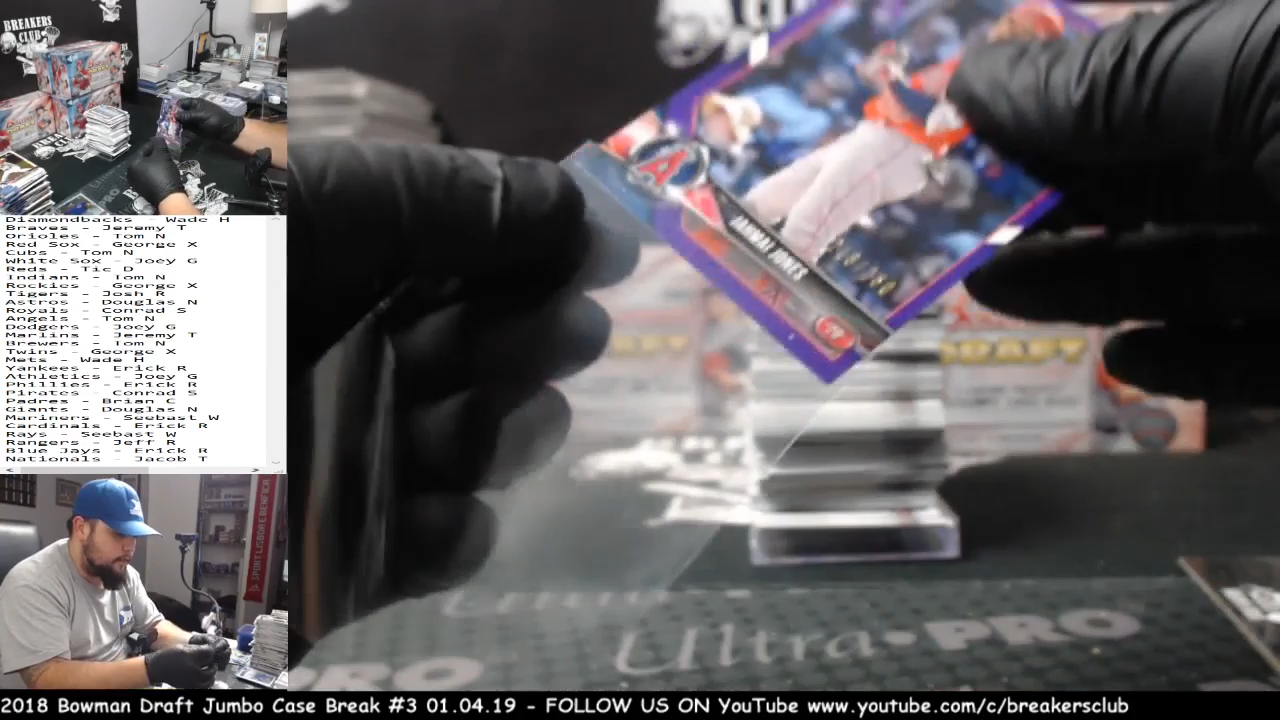 BREAKERS
CLUB
Diamondbacks - Wade H
Braves - Jeremy T
Orioles - Tom N
Red Sox - George X
Cubs - Tom N
White Sox - Joey G
Reds - Tic D
Indians - Tom N
Rockies - George X
Tigers - Josh R
Astros - Douglas N
Royals - Conrad S
Angels - Tom N
Dodgers - Joey G
Marlins - Jeremy T
Brewers - Tom N
Twins - George X
Mets - Wade H
Yankees - Erick R
Athletics - Joey G
Phillies - Erick R
Pirates - Conrad S
Padres - Brian C
Giants - Douglas N
Mariners - Seebast W
Cardinals - Erick R
Rays - Seebast W
Rangers - Jeff R
Blue Jays - Erick R
Nationals - Jacob T
A
JAHMAI JONES
DRAFT
SPORT LISBOA E BENFICA
Ultra•PRO
PRO
2018 Bowman Draft Jumbo Case Break #3 01.04.19 - FOLLOW US ON YouTube www.youtube.com/c/breakersclub